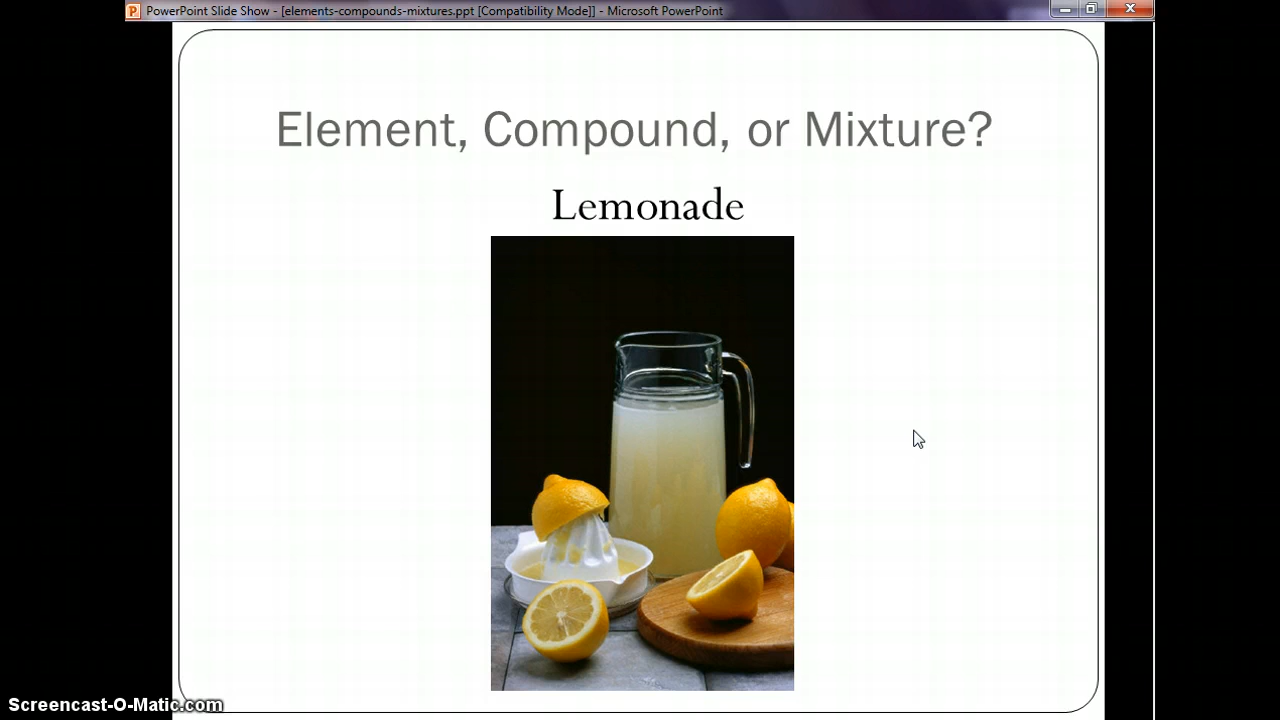 PowerPoint Slide Show - [elements-compounds-mixtures.ppt [Compatibility Mode]] - Microsoft PowerPoint
Element, Compound, or Mixture?
Lemonade
Screencast-O-Matic.com